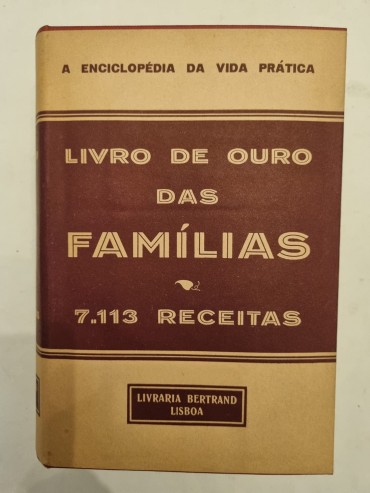 A ENCICLOPÉDIA DA VIDA PRÁTICA
LIVRO DE OURO
DAS
FAMÍLIAS
7.113 RECEITAS
LIVRARIA BERTRAND
LISBOA